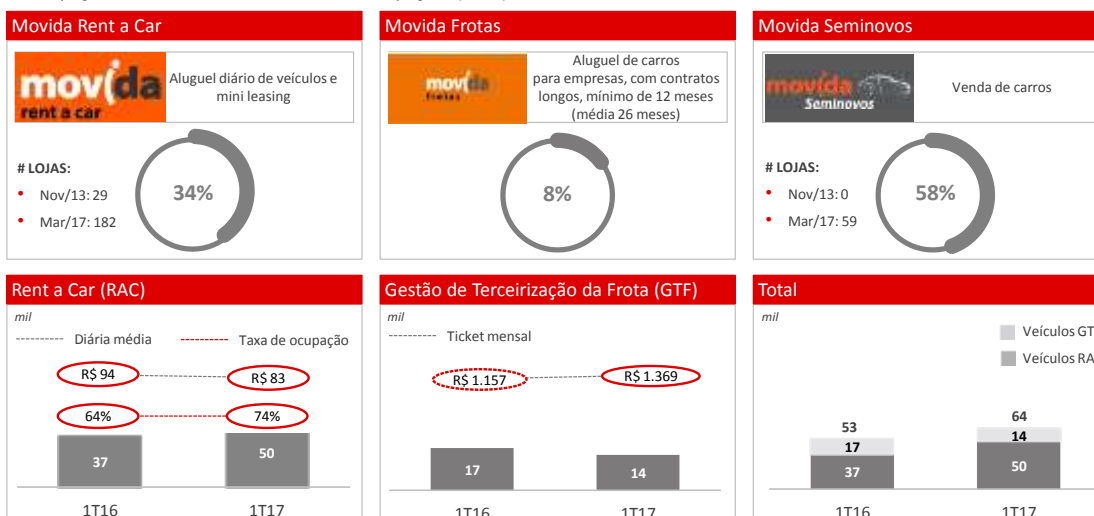 Movida Rent a Car
movida
rent a car
Aluguel diário de veículos e
mini leasing
# LOJAS:
• Nov/13: 29
• Mar/17: 182
34%
Movida Frotas
movida
frotas
Aluguel de carros
para empresas, com contratos
longos, mínimo de 12 meses
(média 26 meses)
8%
Movida Seminovos
movida
Seminovos
Venda de carros
# LOJAS:
• Nov/13: 0
• Mar/17: 59
58%
Rent a Car (RAC)
mil
Diária média
Taxa de ocupação
R$ 94
R$ 83
64%
74%
37
50
1T16
1T17
Gestão de Terceirização da Frota (GTF)
mil
Ticket mensal
R$ 1.157
R$ 1.369
17
14
1T16
1T17
Total
mil
Veículos GT
Veículos RA
53
64
17
14
37
50
1T16
1T17